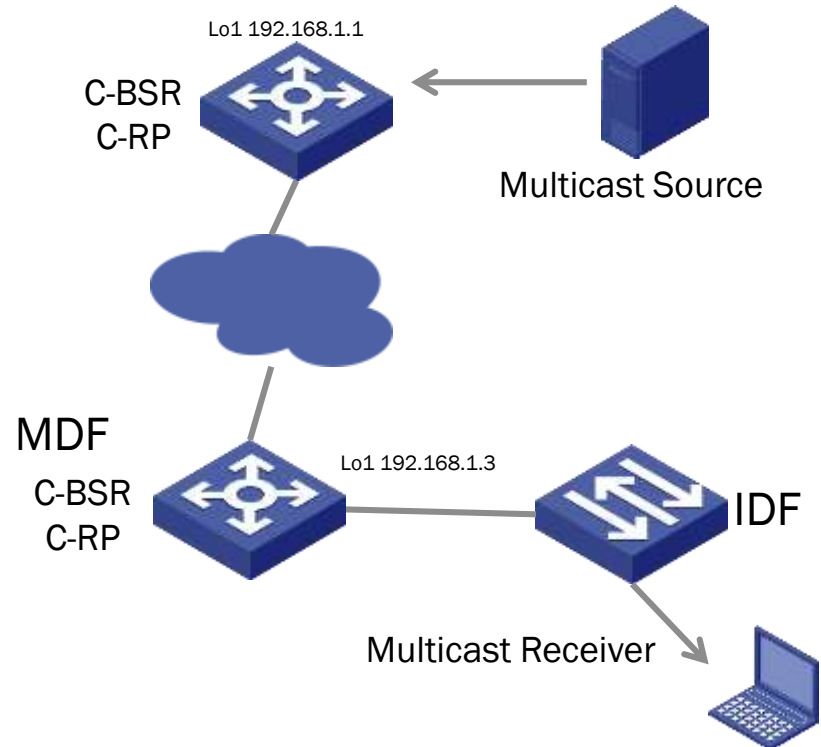 Lo1 192.168.1.1
C-BSR
C-RP
Multicast Source
MDF
Lo1 192.168.1.3
C-BSR
C-RP
IDF
Multicast Receiver